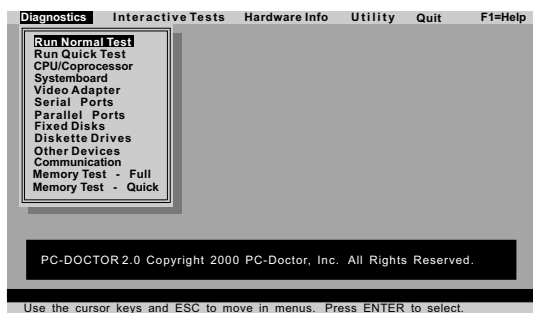 Diagnostics Interactive Tests Hardware Info Utility Quit F1=Help
Run Normal Test
Run Quick Test
CPU/Coprocessor
Systemboard
Video Adapter
Serial Ports
Parallel Ports
Fixed Disks
Diskette Drives
Other Devices
Communication
Memory Test - Full
Memory Test - Quick
PC-DOCTOR 2.0 Copyright 2000 PC-Doctor, Inc. All Rights Reserved.
Use the cursor keys and ESC to move in menus. Press ENTER to select.